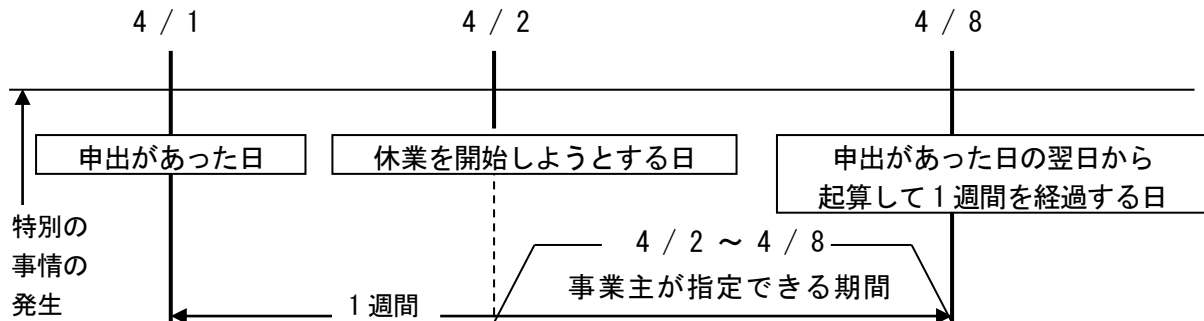 4 / 1
4 / 2
4 / 8
申出があった日
休業を開始しようとする日
申出があった日の翌日から
起算して1週間を経過する日
特別の
事情の
発生
4 / 2 ～ 4 / 8
事業主が指定できる期間
1週間